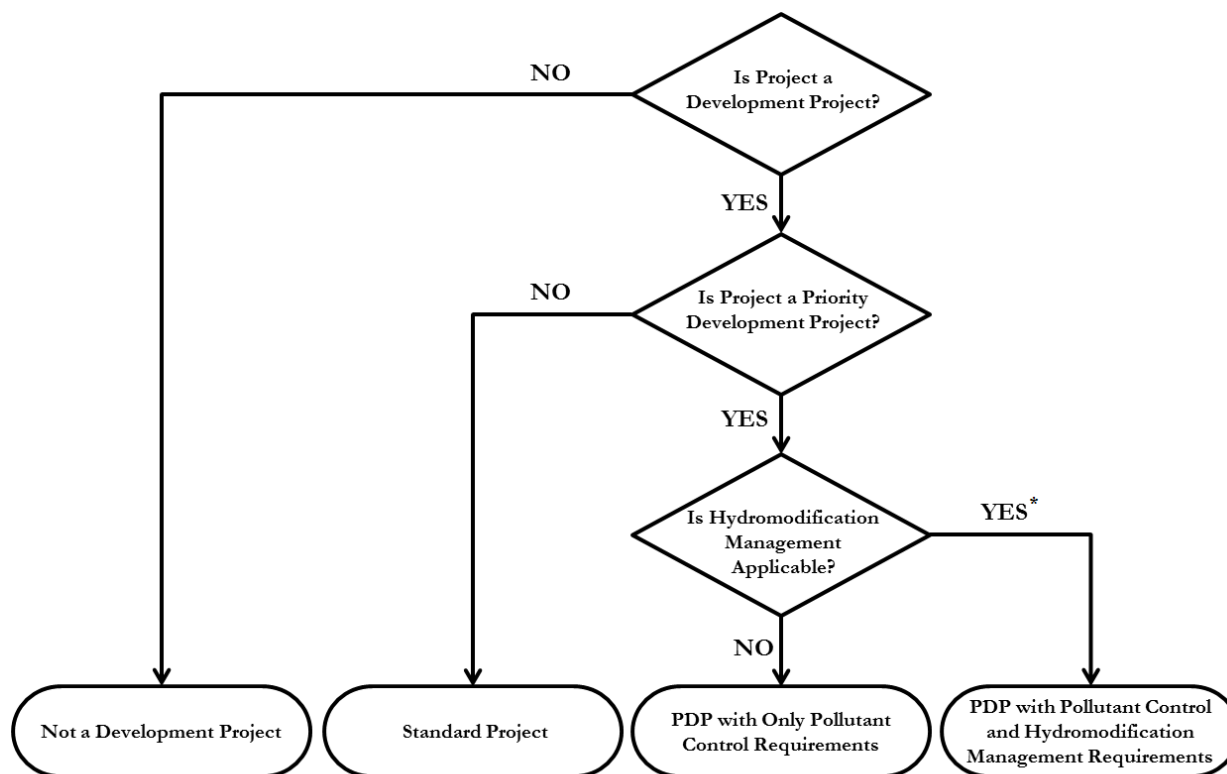 NO
Is Project a
Development Project?
YES
NO
Is Project a Priority
Development Project?
YES
Is Hydromodification
Management
Applicable?
YES*
NO
Not a Development Project
Standard Project
PDP with Only Pollutant
Control Requirements
PDP with Pollutant Control
and Hydromodification
Management Requirements